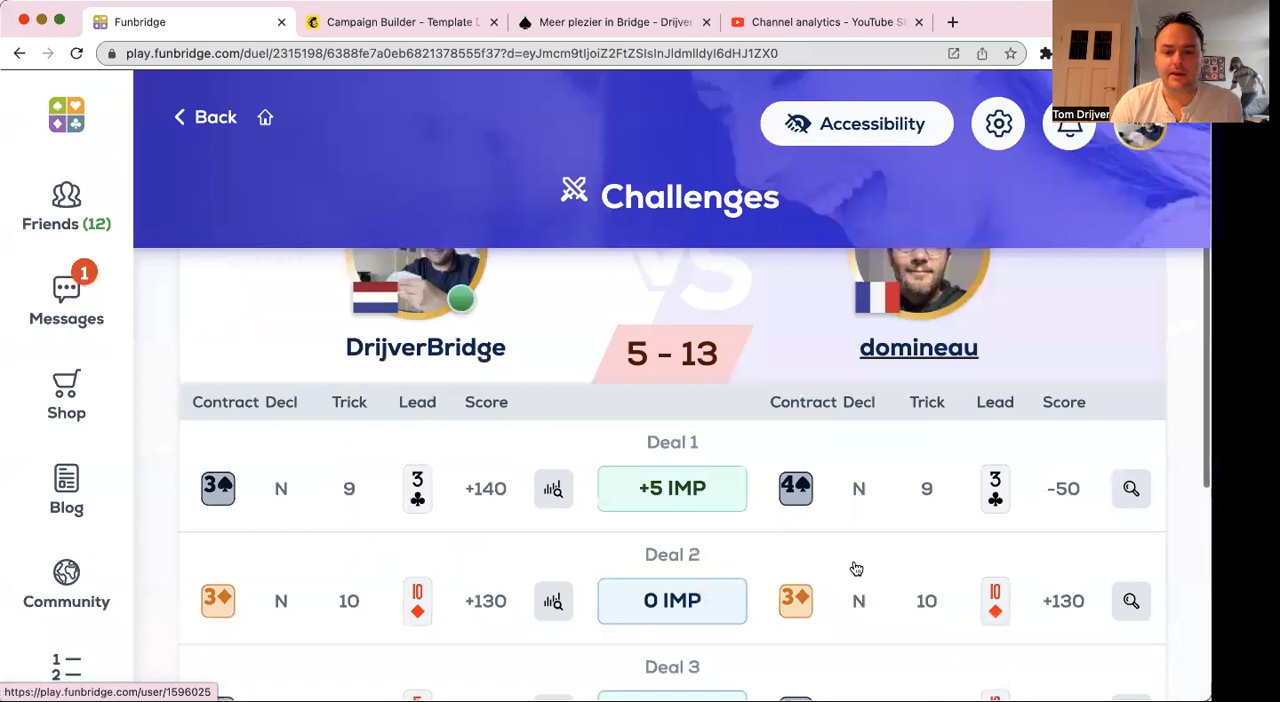 Funbridge
Campaign Builder - Template D
Meer plezier in Bridge - Drijver
Channel analytics - YouTube St
play.funbridge.com/duel/2315198/6388fe7a0eb6821378555f37?d=eyJmcm9tIjoiZ2FtZSIsInJldmlldyI6dHJ1ZX0
Tom Drijver
Back
Accessibility
Challenges
Friends (12)
1
Messages
Shop
Blog
Community
1
2
VS
DrijverBridge
5 - 13
domineau
Contract Decl Trick Lead Score Contract Decl Trick Lead Score
Deal 1
3♠ N 9 3♣ +140 +5 IMP 4♠ N 9 3♣ -50
Deal 2
3♦ N 10 10♦ +130 0 IMP 3♦ N 10 10♦ +130
Deal 3
https://play.funbridge.com/user/1596025